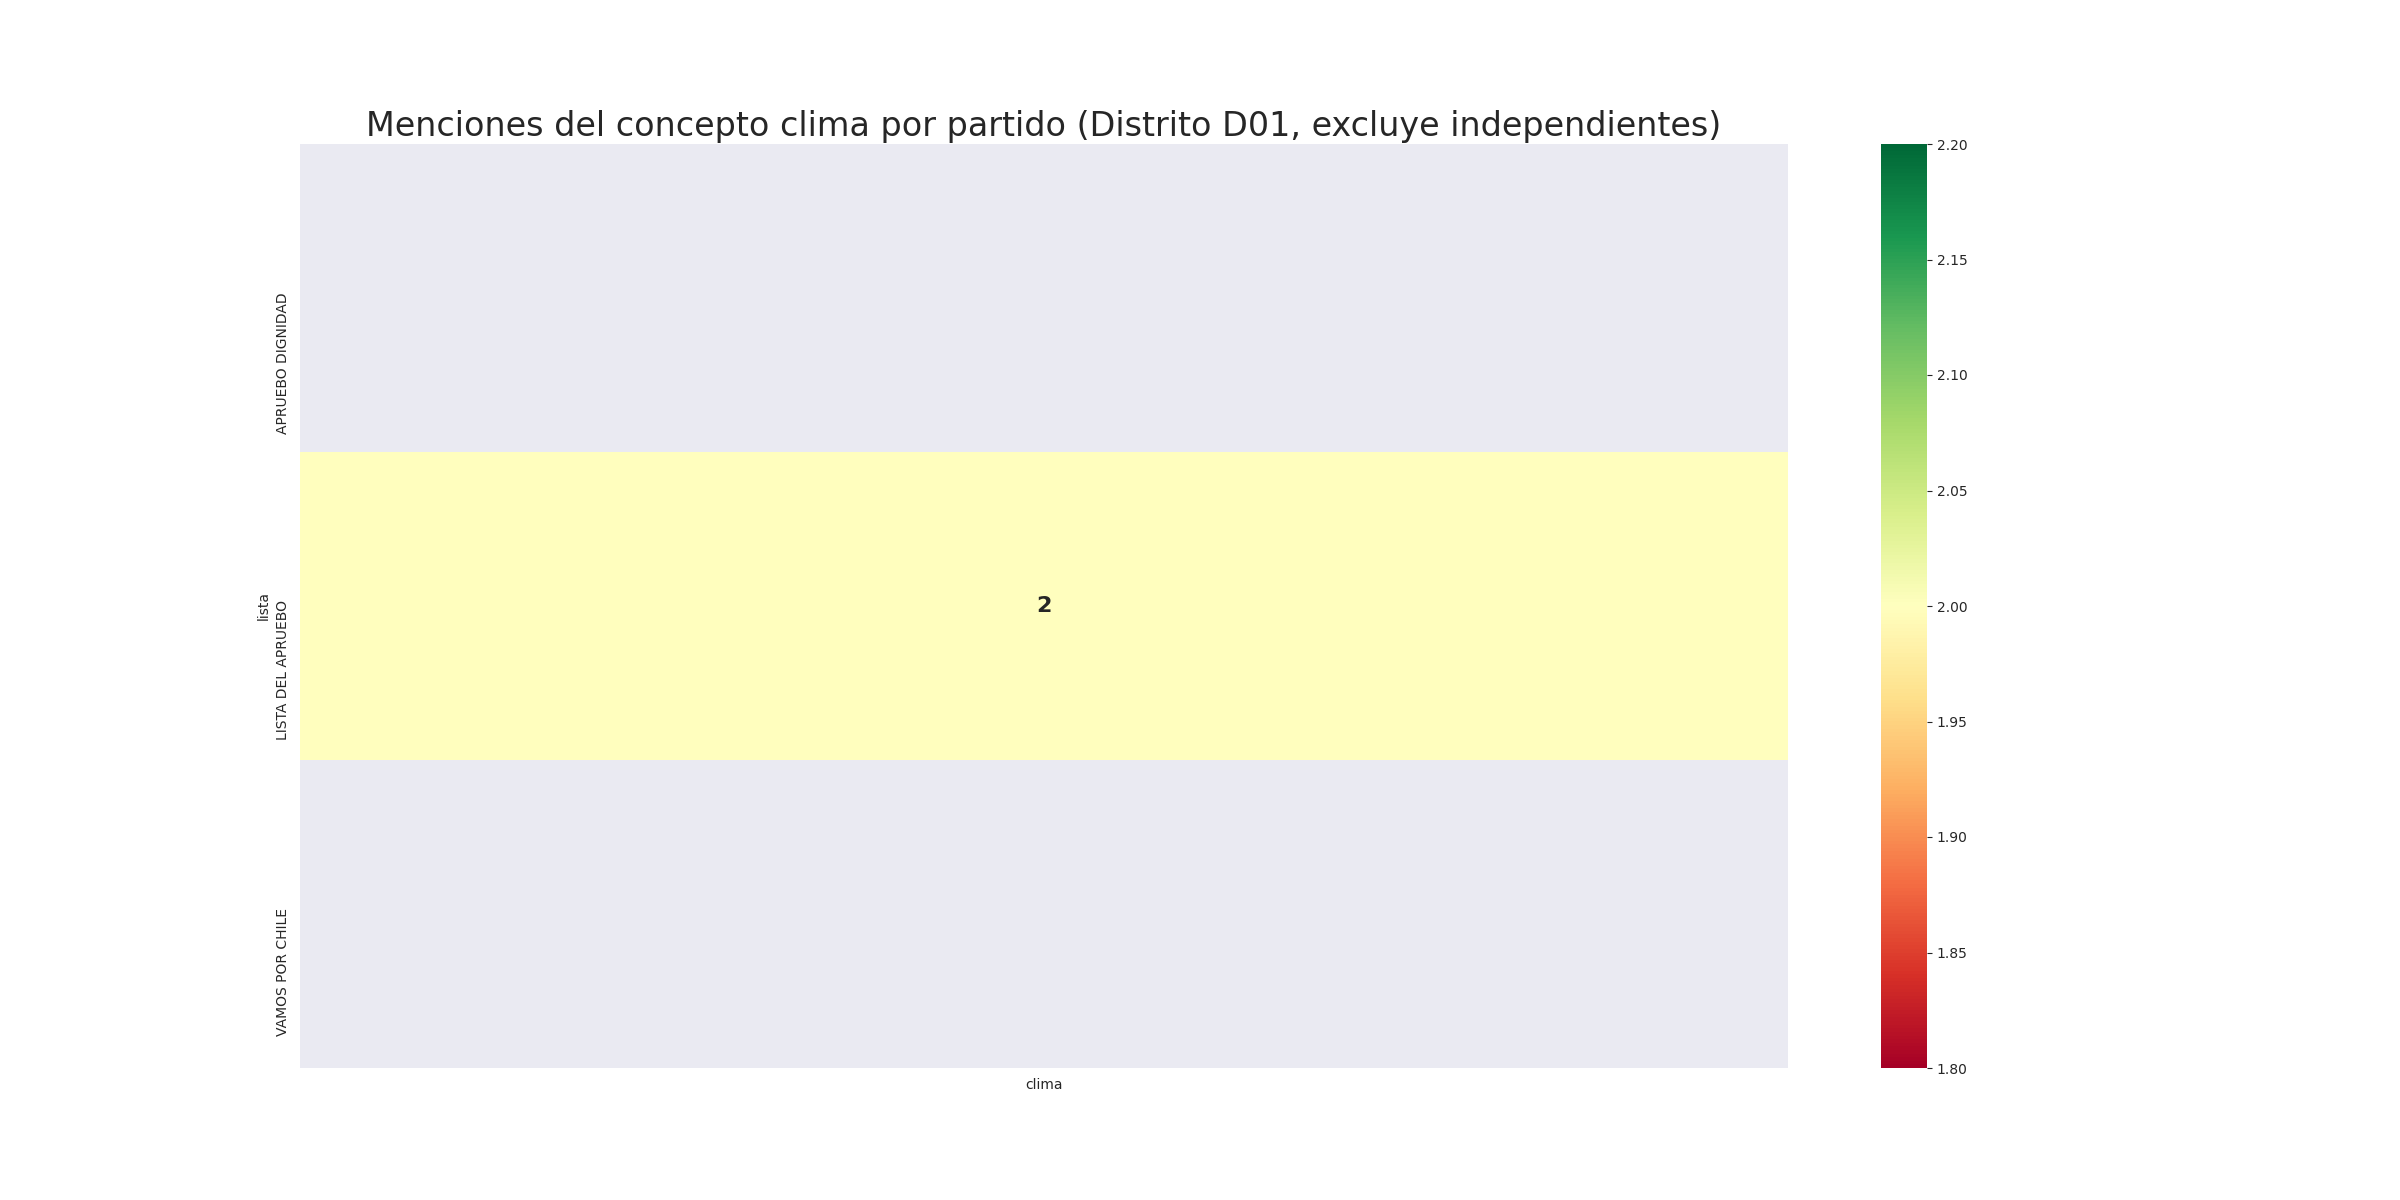 Menciones del concepto clima por partido (Distrito D01, excluye independientes)
lista
APRUEBO DIGNIDAD
LISTA DEL APRUEBO
VAMOS POR CHILE
2
clima
2.20
2.15
2.10
2.05
2.00
1.95
1.90
1.85
1.80